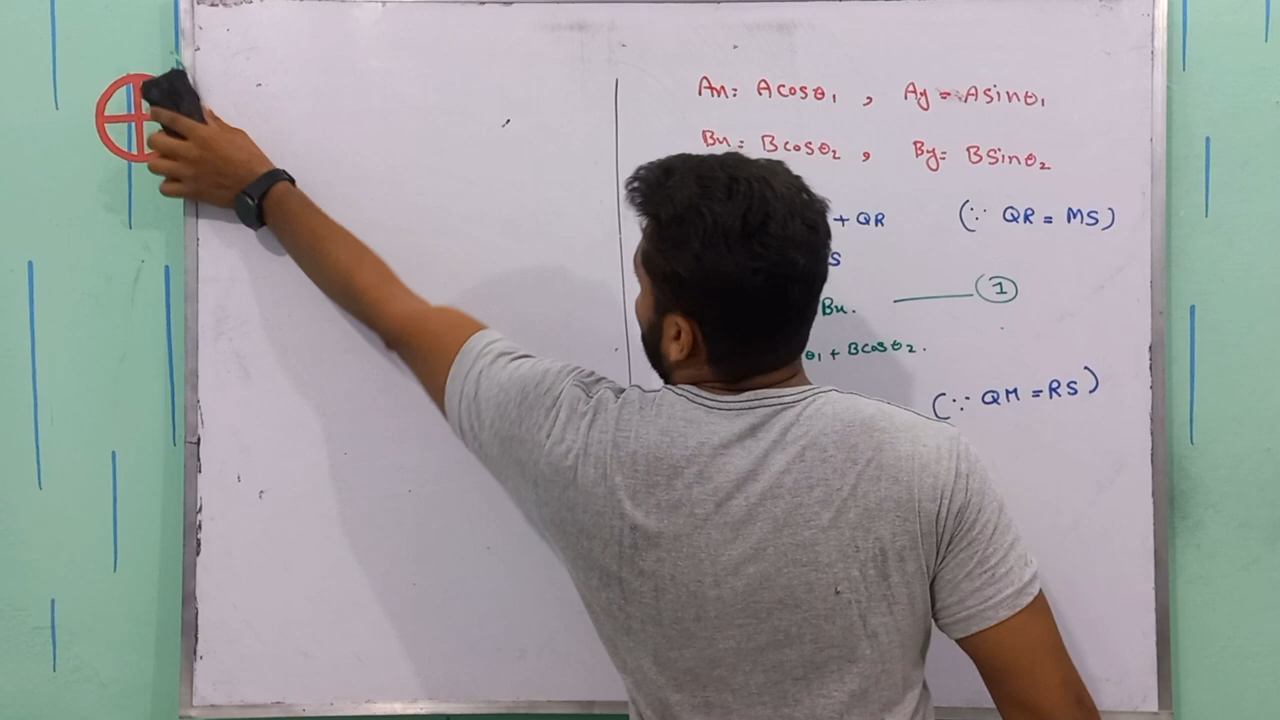 Ax= Acosθ₁ , Ay = Asinθ₁
Bx = Bcosθ₂ , By= Bsinθ₂
+ QR (∵ QR = MS)
S
Bx. ——— ①
θ₁ + Bcosθ₂.
(∵ QM = RS)